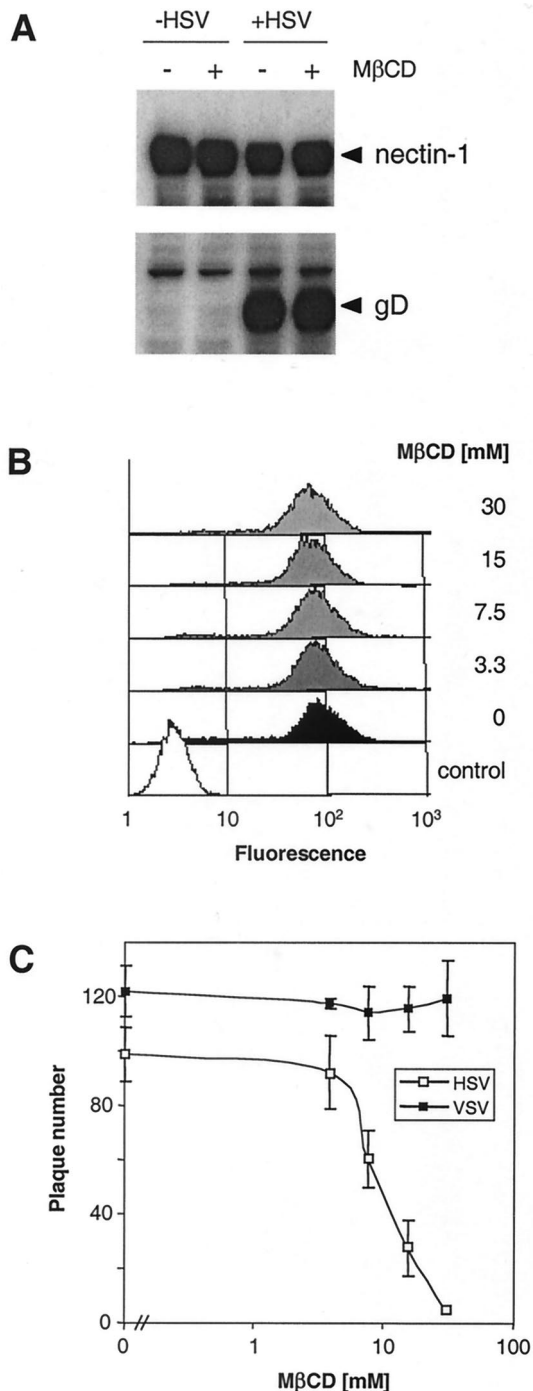 A
-HSV +HSV
- + - + MβCD
nectin-1
gD
B
MβCD [mM]
30
15
7.5
3.3
0
control
1 10 10² 10³
Fluorescence
C
120
80
40
0
Plaque number
HSV
VSV
0 1 10 100
MβCD [mM]